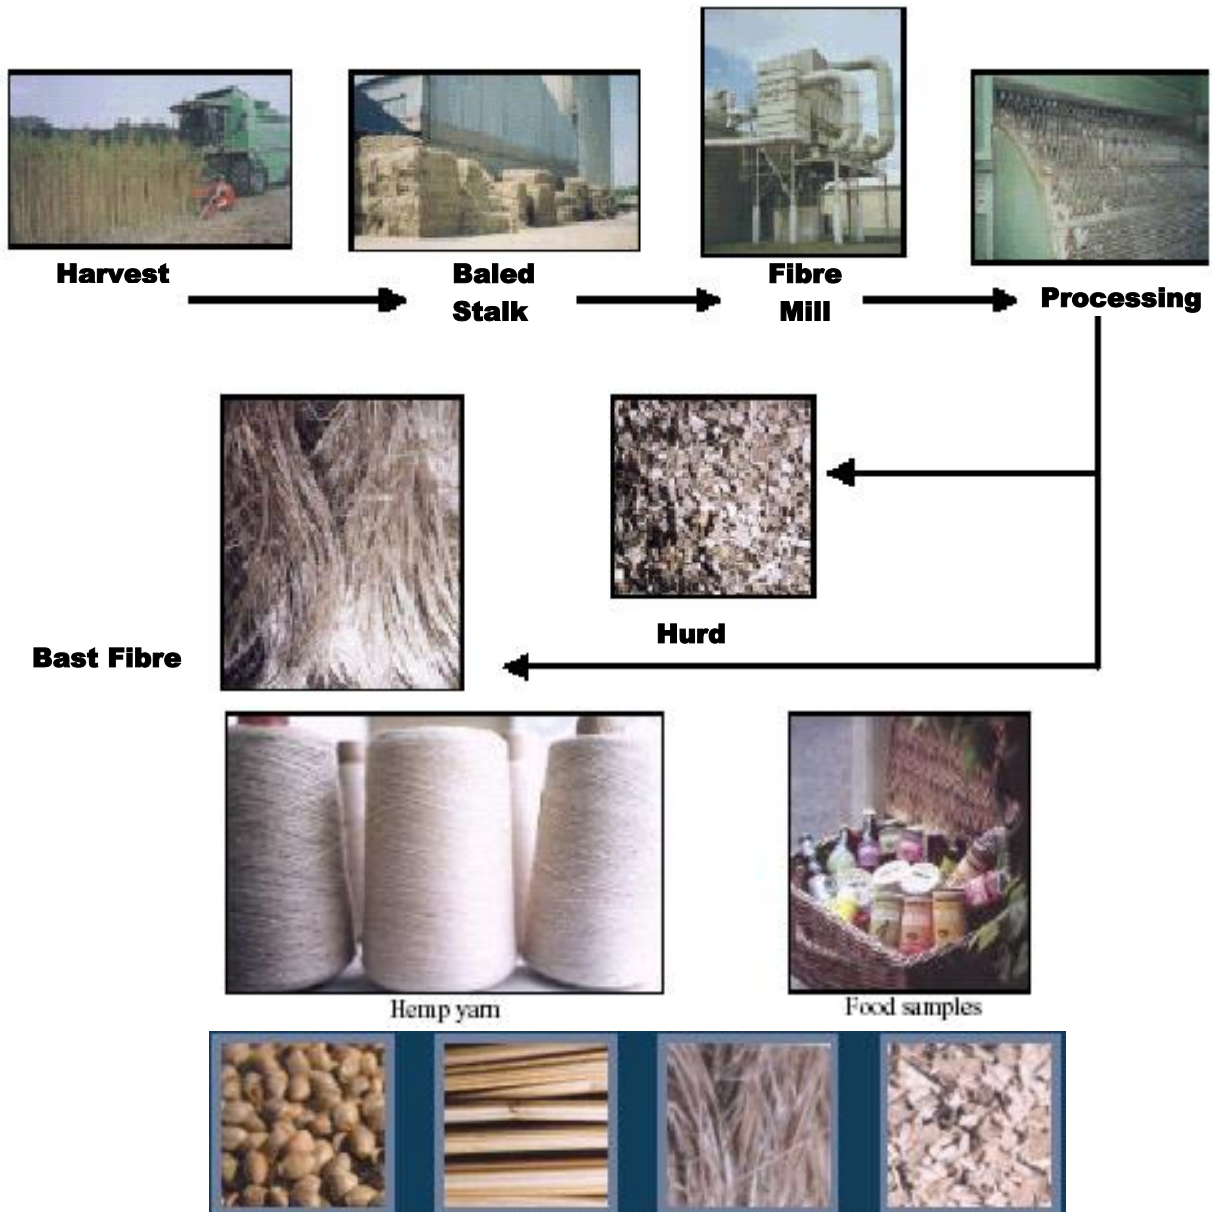 Harvest
Baled
Stalk
Fibre
Mill
Processing
Hurd
Bast Fibre
Hemp yarn
Food samples